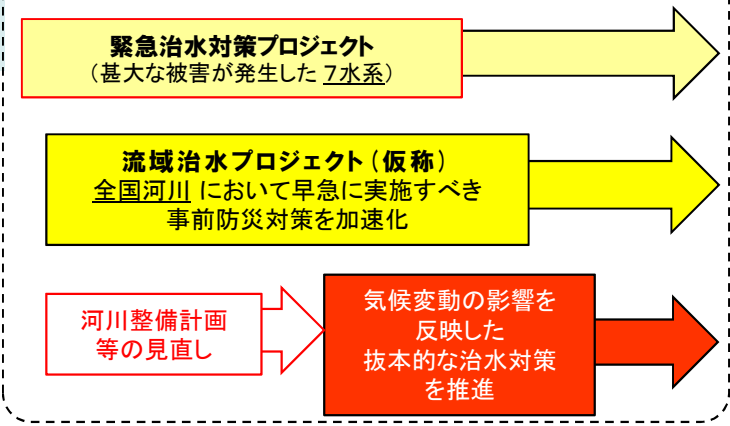 緊急治水対策プロジェクト
（甚大な被害が発生した ７水系）
流域治水プロジェクト（仮称）
全国河川 において早急に実施すべき
事前防災対策を加速化
河川整備計画
等の見直し
気候変動の影響を
反映した
抜本的な治水対策
を推進